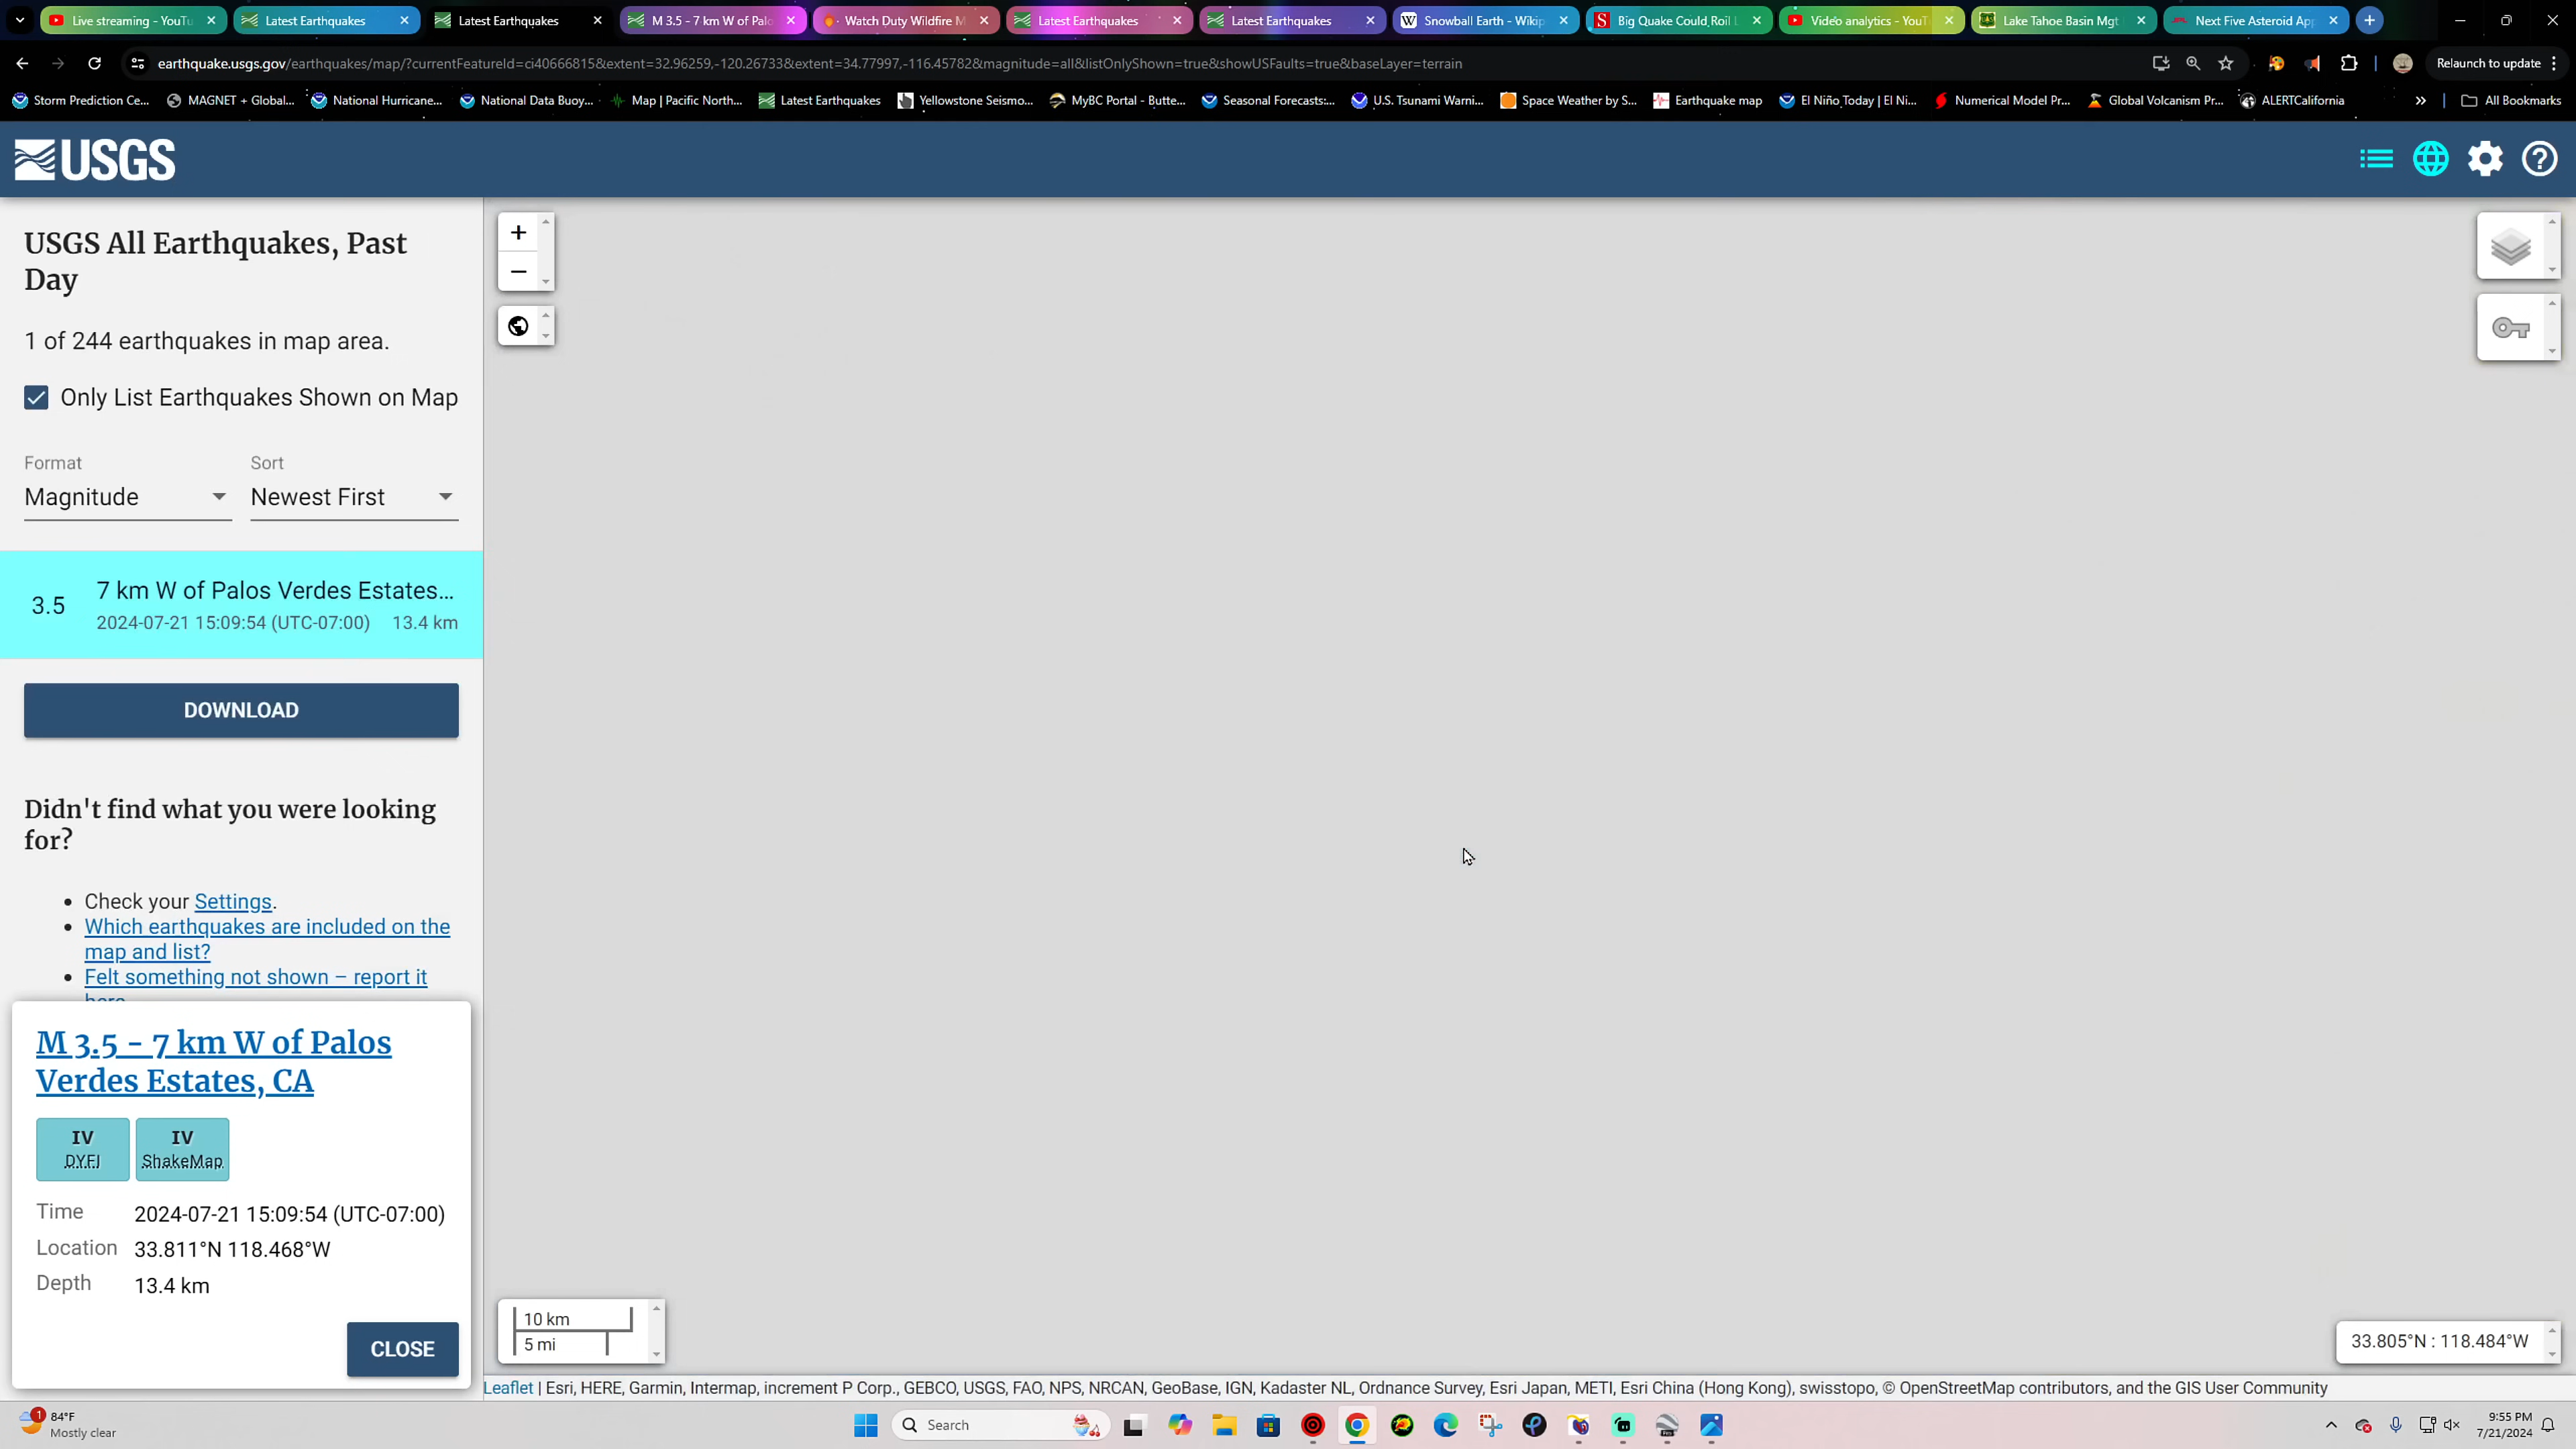 Live streaming - YouTu
Latest Earthquakes
Latest Earthquakes
M 3.5 - 7 km W of Palo
Watch Duty Wildfire M
Latest Earthquakes
Latest Earthquakes
Snowball Earth - Wikip
Big Quake Could Roil L
Video analytics - YouT
Lake Tahoe Basin Mgt
Next Five Asteroid App
earthquake.usgs.gov/earthquakes/map/?currentFeatureId=ci40666815&extent=32.96259,-120.26733&extent=34.77997,-116.45782&magnitude=all&listOnlyShown=true&showUSFaults=true&baseLayer=terrain
Relaunch to update
Storm Prediction Ce...
MAGNET + Global...
National Hurricane...
National Data Buoy...
Map | Pacific North...
Latest Earthquakes
Yellowstone Seismo...
MyBC Portal - Butte...
Seasonal Forecasts:...
U.S. Tsunami Warni...
Space Weather by S...
Earthquake map
El Niño Today | El Ni...
Numerical Model Pr...
Global Volcanism Pr...
ALERTCalifornia
All Bookmarks
USGS
USGS All Earthquakes, Past
Day
1 of 244 earthquakes in map area.
Only List Earthquakes Shown on Map
Format
Sort
Magnitude
Newest First
3.5
7 km W of Palos Verdes Estates...
2024-07-21 15:09:54 (UTC-07:00) 13.4 km
DOWNLOAD
Didn't find what you were looking
for?
Check your Settings.
Which earthquakes are included on the
map and list?
Felt something not shown – report it
here
M 3.5 - 7 km W of Palos
Verdes Estates, CA
IV
DYFI
IV
ShakeMap
Time 2024-07-21 15:09:54 (UTC-07:00)
Location 33.811°N 118.468°W
Depth 13.4 km
CLOSE
10 km
5 mi
33.805°N : 118.484°W
Leaflet | Esri, HERE, Garmin, Intermap, increment P Corp., GEBCO, USGS, FAO, NPS, NRCAN, GeoBase, IGN, Kadaster NL, Ordnance Survey, Esri Japan, METI, Esri China (Hong Kong), swisstopo, © OpenStreetMap contributors, and the GIS User Community
1
84°F
Mostly clear
Search
9:55 PM
7/21/2024